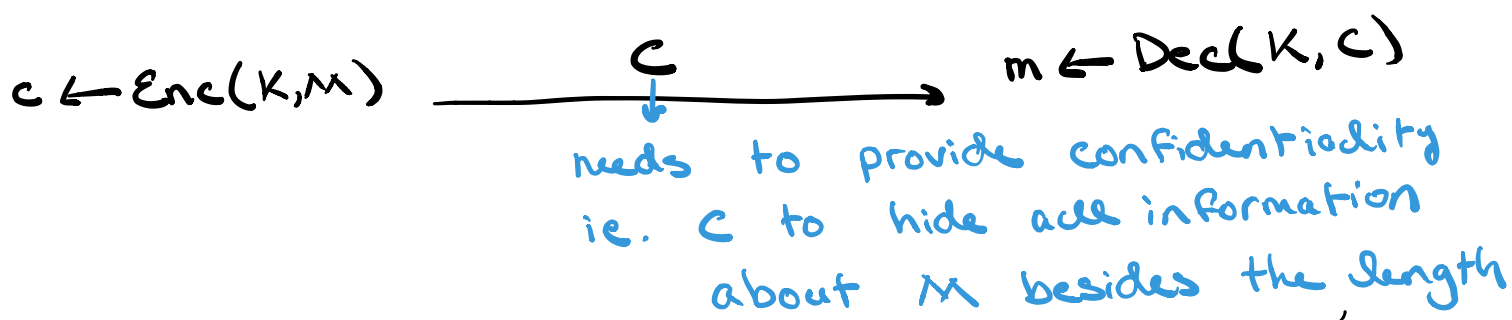 c ← Enc(K,M)
C
m ← Dec(K, C)
needs to provide confidentiality
ie. C to hide all information
about M besides the length